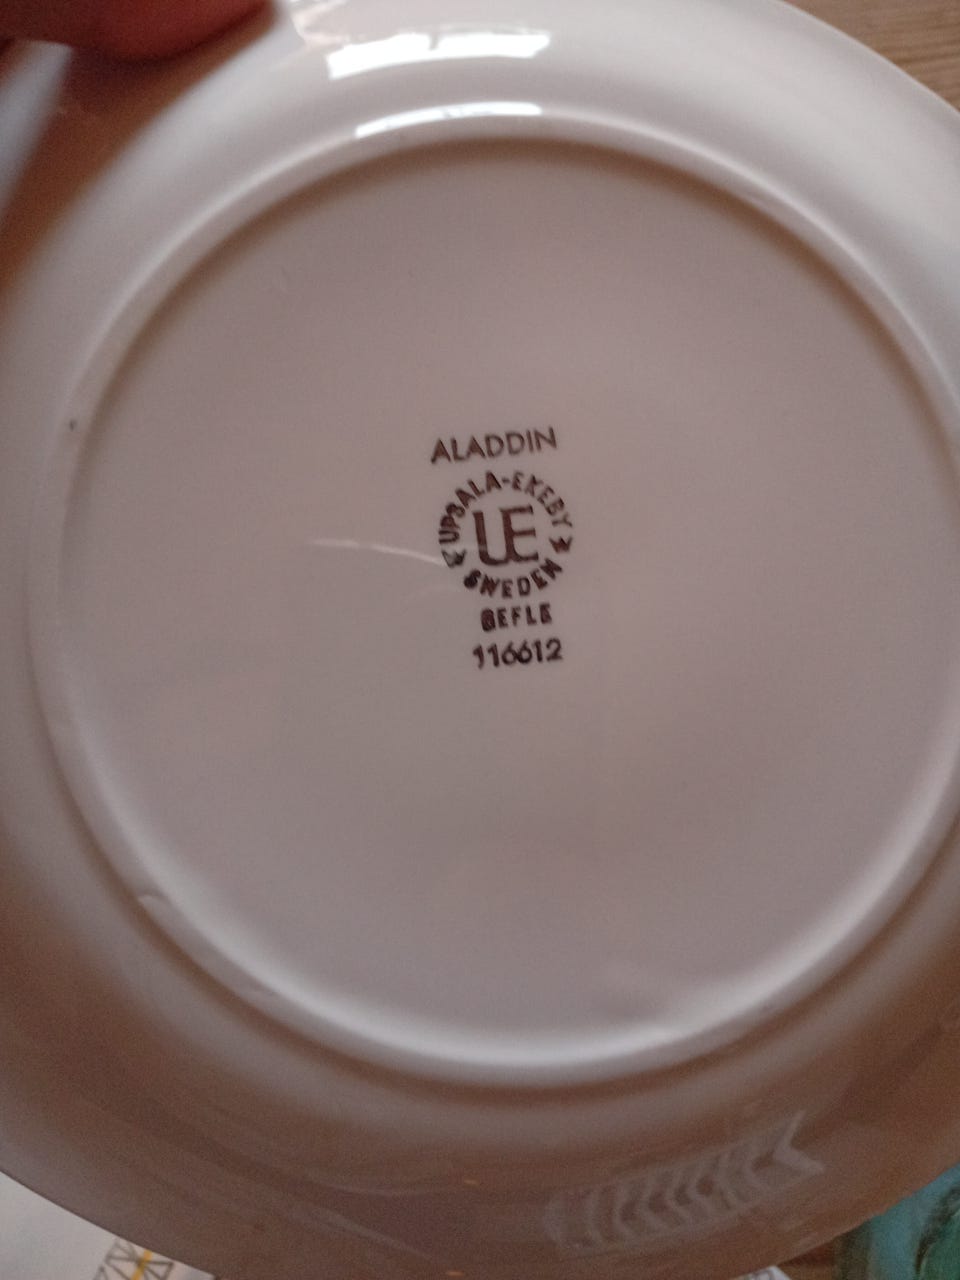 ALADDIN
UPSALA-EKEBY
UE
SWEDEN
GEFLE
116612